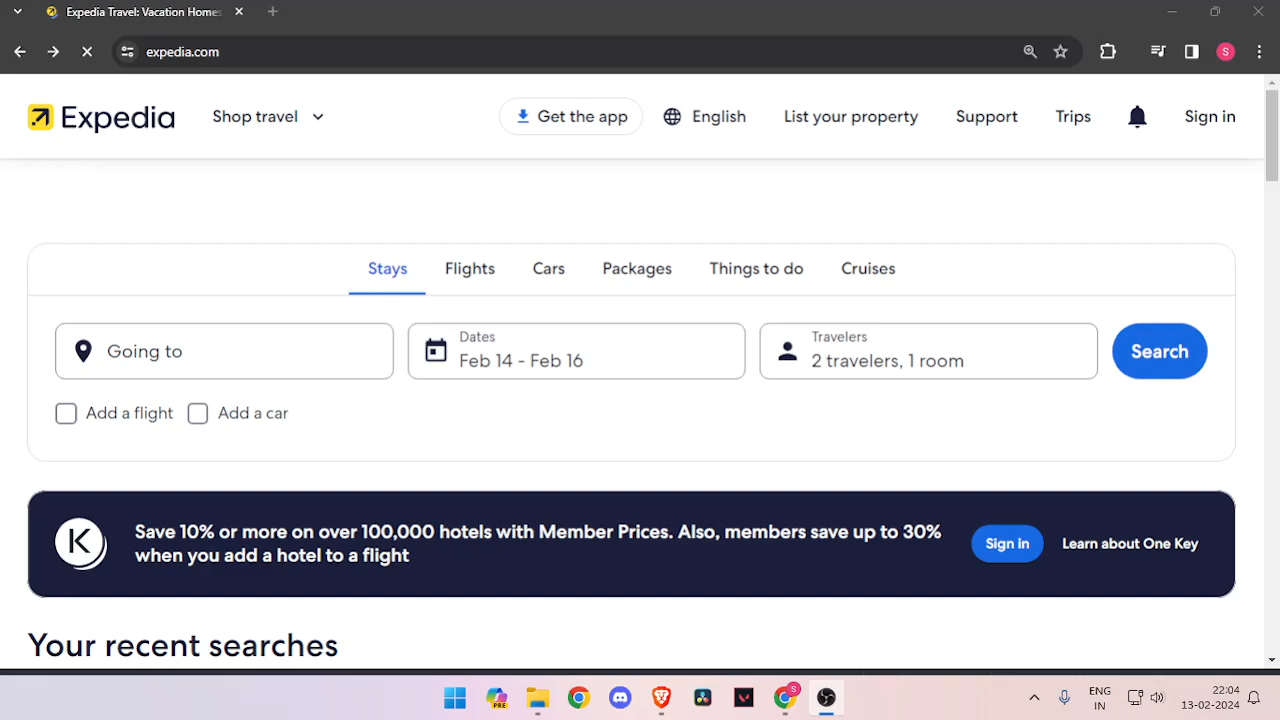 Expedia Travel: Vacation Homes
expedia.com
S
Expedia
Shop travel
Get the app
English
List your property
Support
Trips
Sign in
Stays
Flights
Cars
Packages
Things to do
Cruises
Going to
Dates
Feb 14 - Feb 16
Travelers
2 travelers, 1 room
Search
Add a flight
Add a car
K
Save 10% or more on over 100,000 hotels with Member Prices. Also, members save up to 30%
when you add a hotel to a flight
Sign in
Learn about One Key
Your recent searches
PRE
S
ENG
IN
22:04
13-02-2024